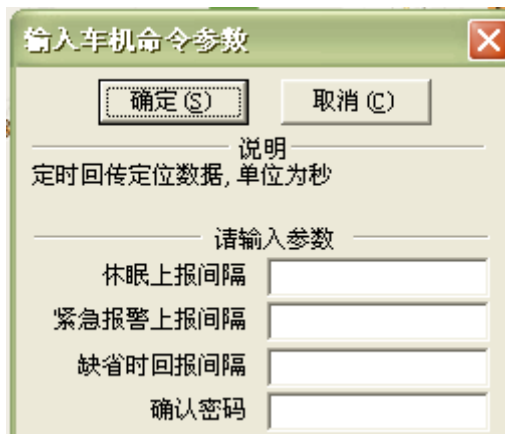 输入车机命令参数
确定(S) 取消(C)
说明
定时回传定位数据,单位为秒
请输入参数
休眠上报间隔
紧急报警上报间隔
缺省时回报间隔
确认密码